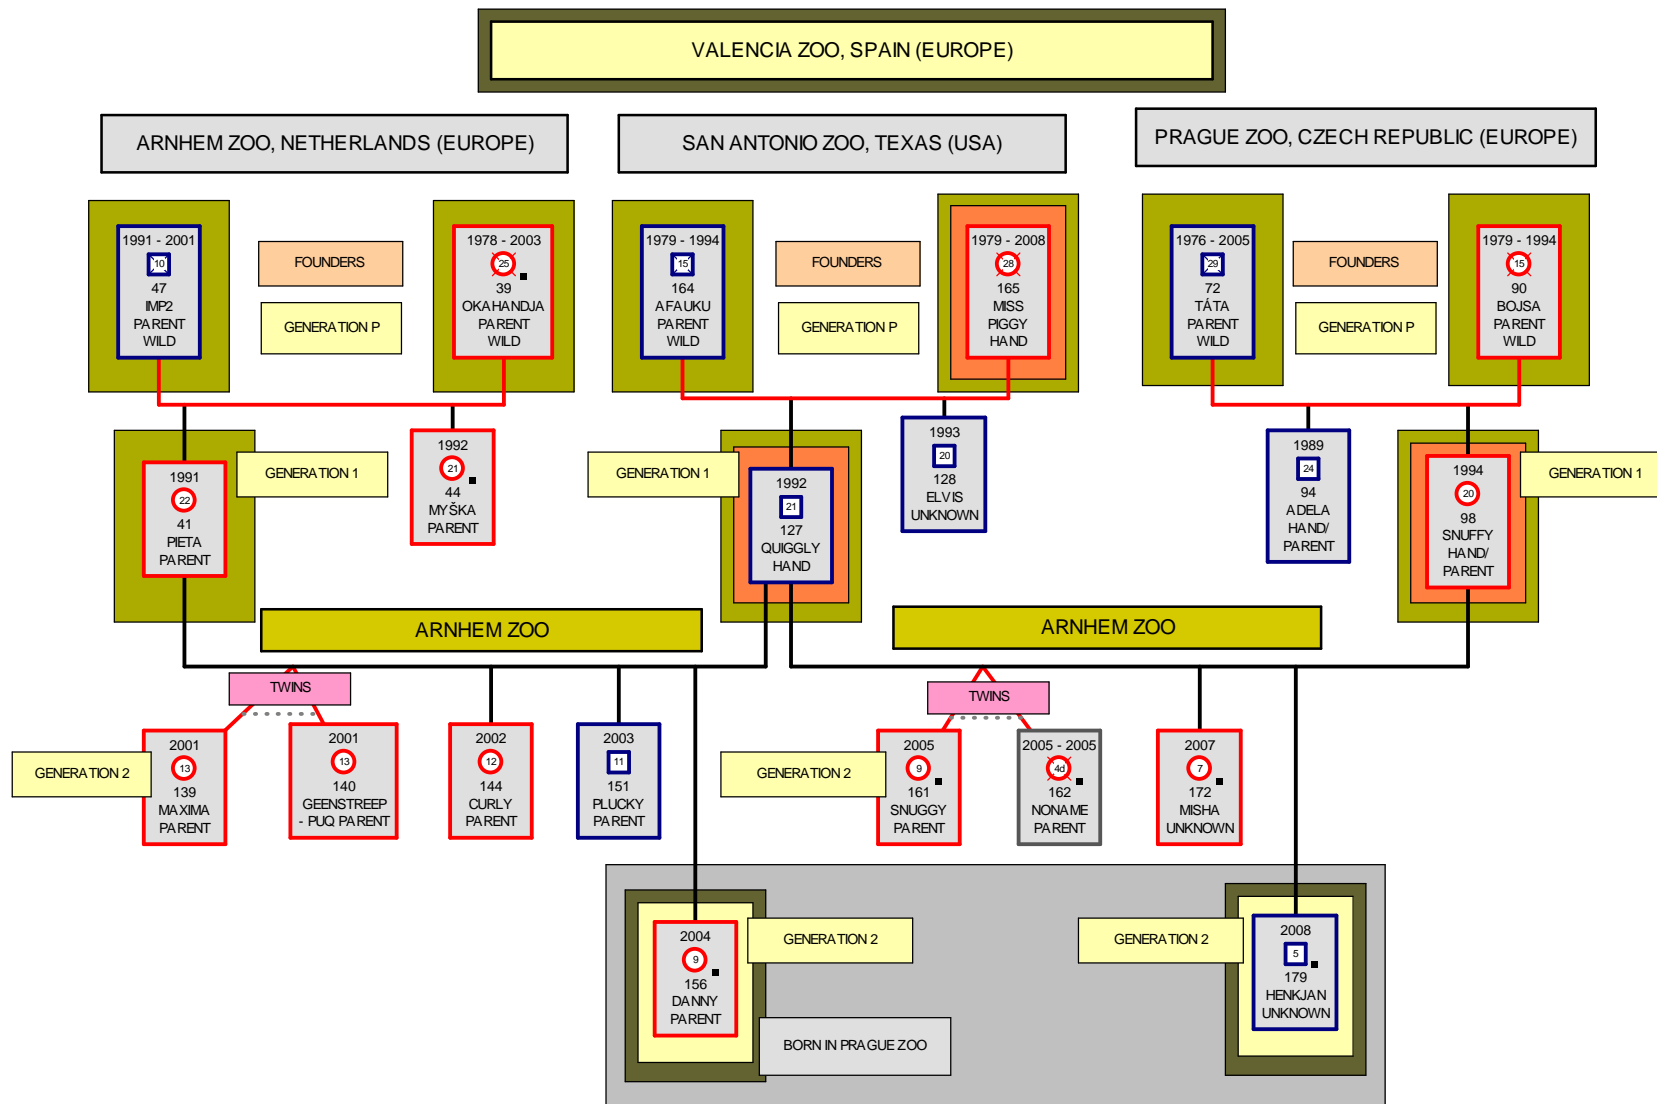 VALENCIA ZOO, SPAIN (EUROPE)
ARNHEM ZOO, NETHERLANDS (EUROPE)
SAN ANTONIO ZOO, TEXAS (USA)
PRAGUE ZOO, CZECH REPUBLIC (EUROPE)
1991 - 2001
10
47
IMP2
PARENT
WILD
FOUNDERS
GENERATION P
1978 - 2003
25
39
OKAHANDJA
PARENT
WILD
1979 - 1994
15
164
AFAUKU
PARENT
WILD
FOUNDERS
GENERATION P
1979 - 2008
28
165
MISS
PIGGY
HAND
1976 - 2005
29
72
TÁTA
PARENT
WILD
FOUNDERS
GENERATION P
1979 - 1994
15
90
BOJSA
PARENT
WILD
1991
22
41
PIETA
PARENT
GENERATION 1
1992
21
44
MYŠKA
PARENT
GENERATION 1
1992
21
127
QUIGGLY
HAND
1993
20
128
ELVIS
UNKNOWN
1989
24
94
ADELA
HAND/
PARENT
1994
20
98
SNUFFY
HAND/
PARENT
GENERATION 1
ARNHEM ZOO
ARNHEM ZOO
TWINS
TWINS
GENERATION 2
2001
13
139
MAXIMA
PARENT
2001
13
140
GEENSTREEP
- PUQ PARENT
2002
12
144
CURLY
PARENT
2003
11
151
PLUCKY
PARENT
GENERATION 2
2005
9
161
SNUGGY
PARENT
2005 - 2005
4d
162
NONAME
PARENT
2007
7
172
MISHA
UNKNOWN
2004
9
156
DANNY
PARENT
GENERATION 2
GENERATION 2
2008
5
179
HENKJAN
UNKNOWN
BORN IN PRAGUE ZOO